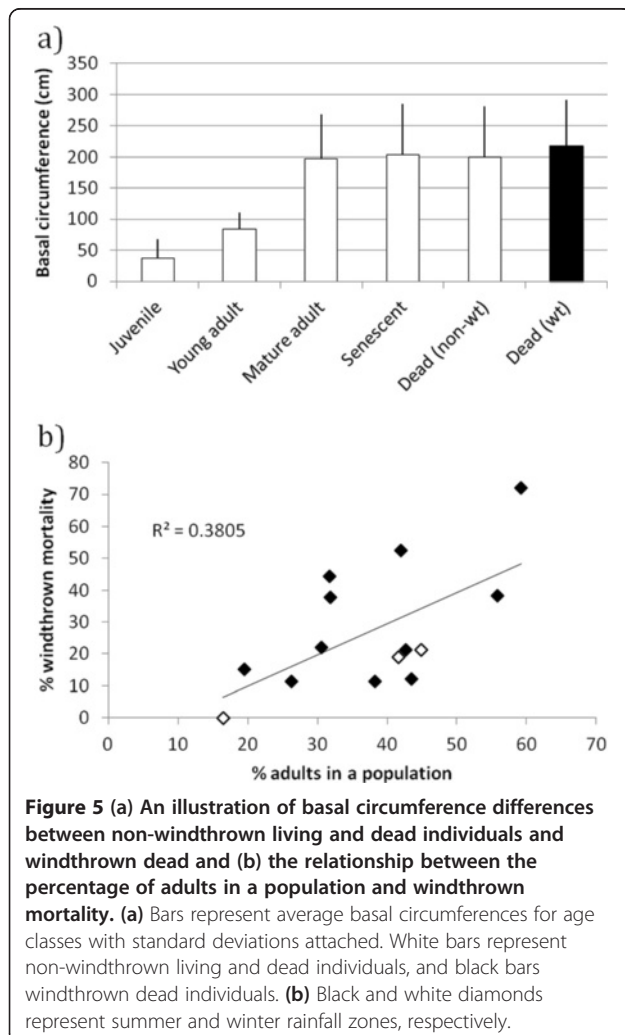 a)
350
300
250
200
150
100
50
0
Basal circumference (cm)
Juvenile
Young adult
Mature adult
Senescent
Dead (non-wt)
Dead (wt)
b)
80
70
60
50
40
30
20
10
0
% windthrown mortality
R² = 0.3805
0 10 20 30 40 50 60 70
% adults in a population
Figure 5 (a) An illustration of basal circumference differences
between non-windthrown living and dead individuals and
windthrown dead and (b) the relationship between the
percentage of adults in a population and windthrown
mortality. (a) Bars represent average basal circumferences for age
classes with standard deviations attached. White bars represent
non-windthrown living and dead individuals, and black bars
windthrown dead individuals. (b) Black and white diamonds
represent summer and winter rainfall zones, respectively.